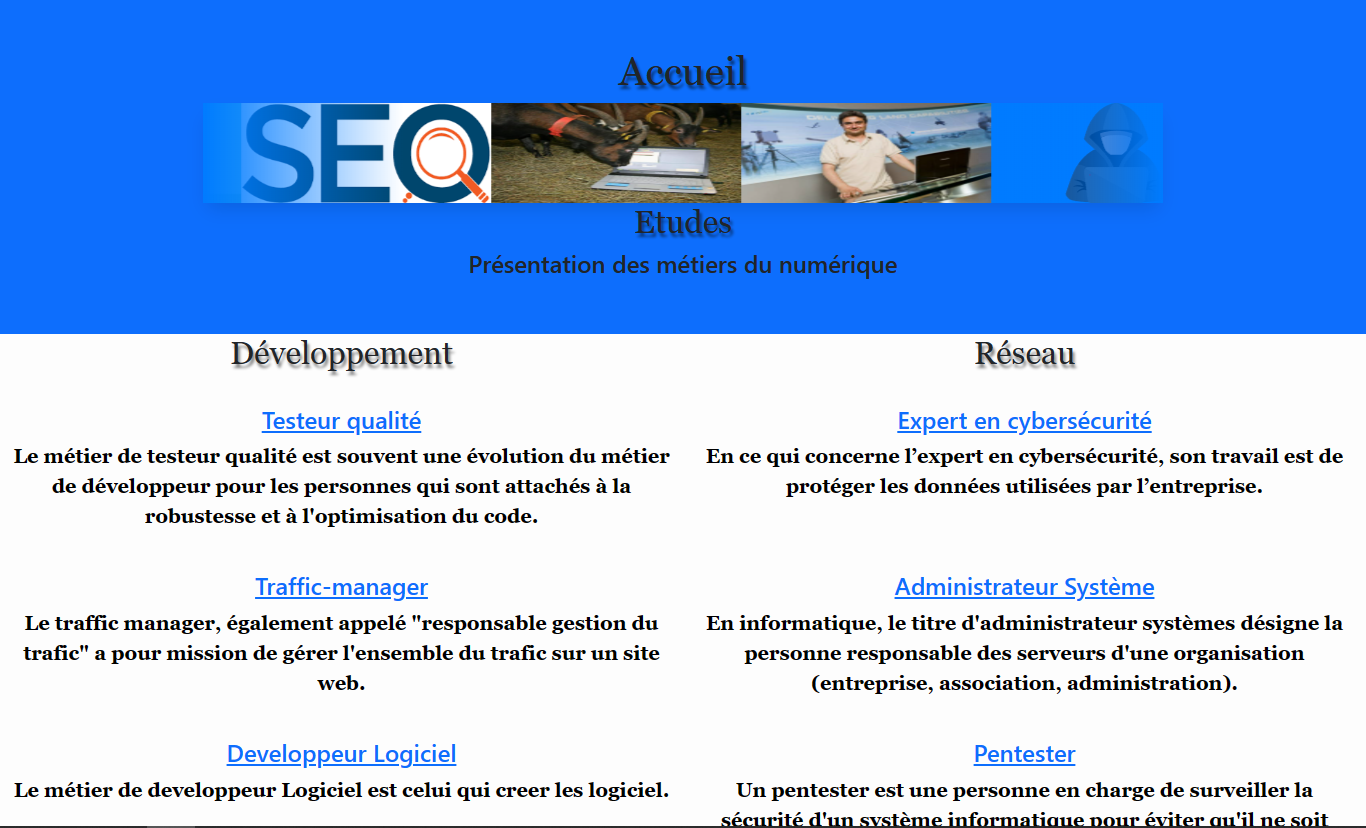 Accueil
SEO
Etudes
Présentation des métiers du numérique
Développement
Testeur qualité
Le métier de testeur qualité est souvent une évolution du métier
de développeur pour les personnes qui sont attachés à la
robustesse et à l'optimisation du code.
Traffic-manager
Le traffic manager, également appelé "responsable gestion du
trafic" a pour mission de gérer l'ensemble du trafic sur un site
web.
Developpeur Logiciel
Le métier de developpeur Logiciel est celui qui creer les logiciel.
Réseau
Expert en cybersécurité
En ce qui concerne l’expert en cybersécurité, son travail est de
protéger les données utilisées par l’entreprise.
Administrateur Système
En informatique, le titre d'administrateur systèmes désigne la
personne responsable des serveurs d'une organisation
(entreprise, association, administration).
Pentester
Un pentester est une personne en charge de surveiller la
sécurité d'un système informatique pour éviter qu'il ne soit